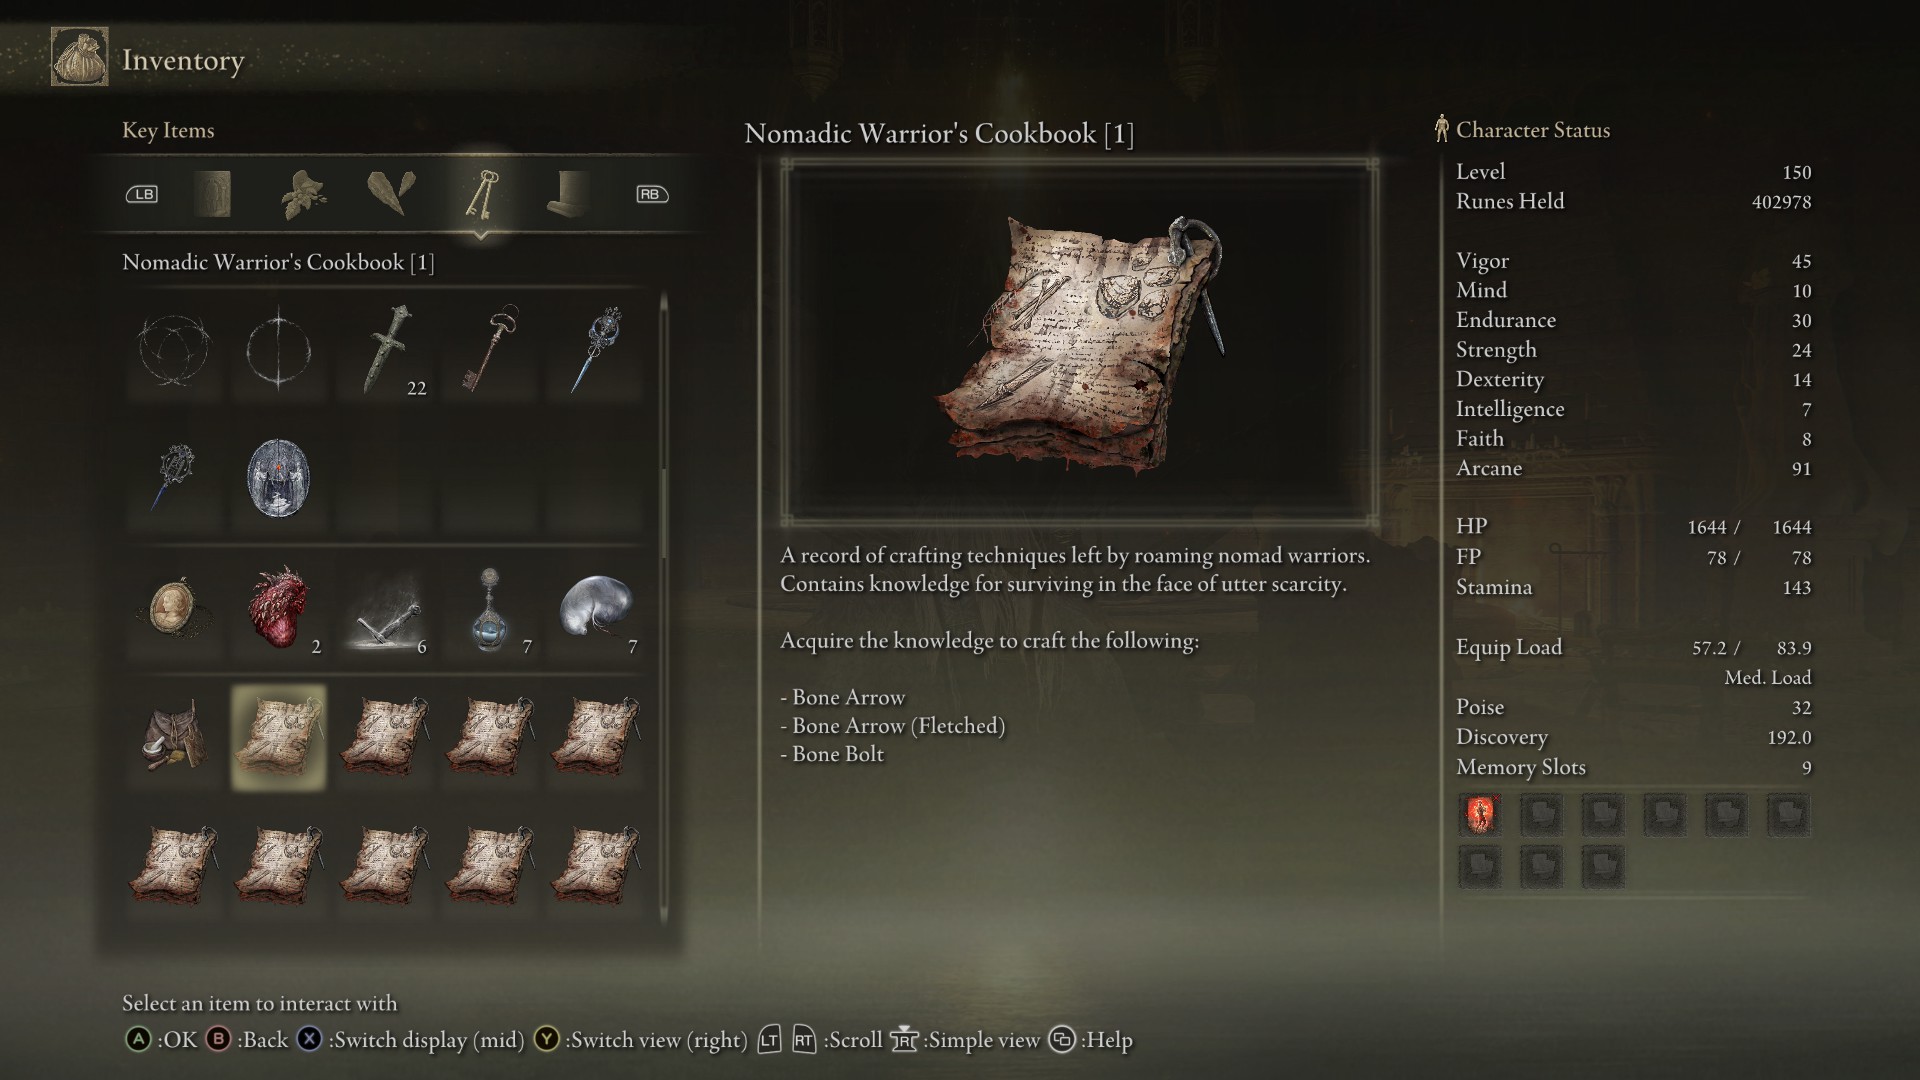 Inventory
Key Items
LB
RB
Nomadic Warrior's Cookbook [1]
22
2
6
7
7
Nomadic Warrior's Cookbook [1]
A record of crafting techniques left by roaming nomad warriors.
Contains knowledge for surviving in the face of utter scarcity.
Acquire the knowledge to craft the following:
- Bone Arrow
- Bone Arrow (Fletched)
- Bone Bolt
Character Status
Level 150
Runes Held 402978
Vigor 45
Mind 10
Endurance 30
Strength 24
Dexterity 14
Intelligence 7
Faith 8
Arcane 91
HP 1644 / 1644
FP 78 / 78
Stamina 143
Equip Load 57.2 / 83.9
Med. Load
Poise 32
Discovery 192.0
Memory Slots 9
Select an item to interact with
A :OK B :Back X :Switch display (mid) Y :Switch view (right) LT RT :Scroll R :Simple view :Help